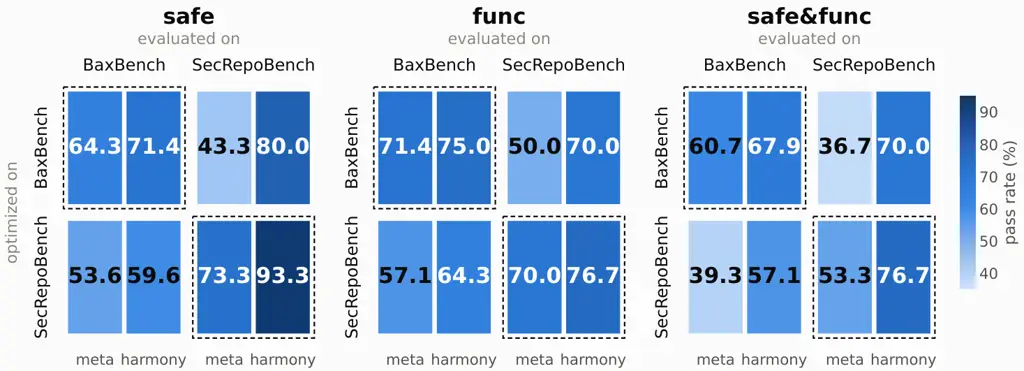 safe func safe&func
evaluated on evaluated on evaluated on
BaxBench SecRepoBench BaxBench SecRepoBench BaxBench SecRepoBench
optimized on
BaxBench 64.3 71.4 43.3 80.0 BaxBench 71.4 75.0 50.0 70.0 BaxBench 60.7 67.9 36.7 70.0
SecRepoBench 53.6 59.6 73.3 93.3 SecRepoBench 57.1 64.3 70.0 76.7 SecRepoBench 39.3 57.1 53.3 76.7
meta harmony meta harmony meta harmony meta harmony meta harmony meta harmony
90
80
70
60
50
40
pass rate (%)